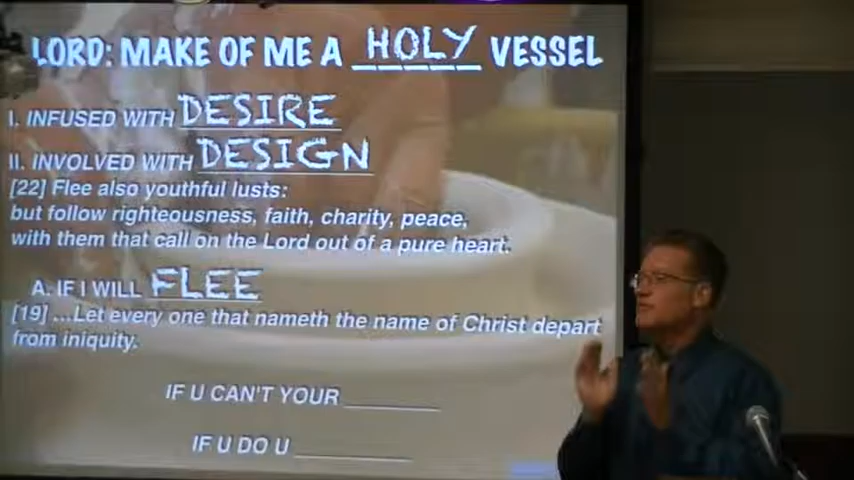 LORD: MAKE OF ME A HOLY VESSEL
I. INFUSED WITH DESIRE
II. INVOLVED WITH DESIGN
[22] Flee also youthful lusts:
but follow righteousness, faith, charity, peace,
with them that call on the Lord out of a pure heart.
A. IF I WILL FLEE
[19] ...Let every one that nameth the name of Christ depart
from iniquity.
IF U CAN'T YOUR ________
IF U DO U __________